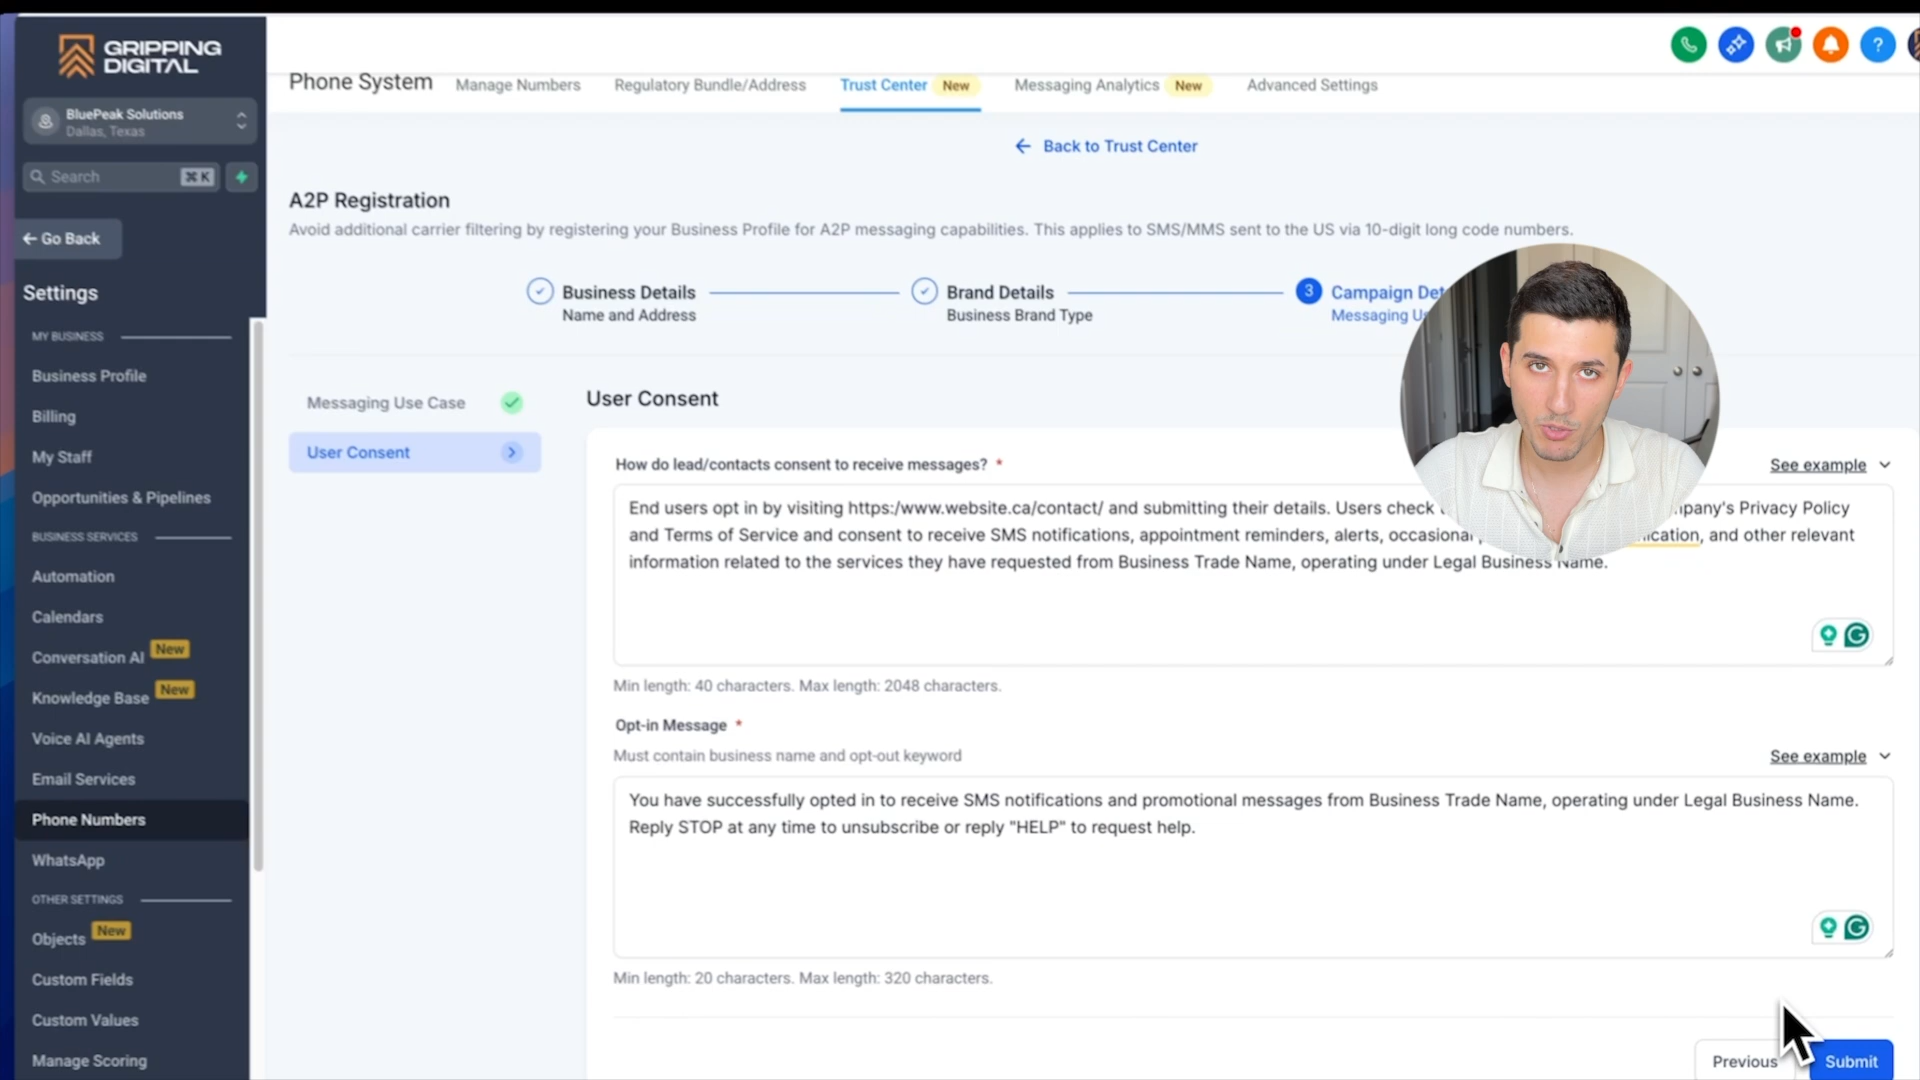 GRIPPING
DIGITAL
BluePeak Solutions
Dallas, Texas
Search
⌘ K
Go Back
Settings
MY BUSINESS
Business Profile
Billing
My Staff
Opportunities & Pipelines
BUSINESS SERVICES
Automation
Calendars
Conversation AI New
Knowledge Base New
Voice AI Agents
Email Services
Phone Numbers
WhatsApp
OTHER SETTINGS
Objects New
Custom Fields
Custom Values
Manage Scoring
Phone System Manage Numbers Regulatory Bundle/Address Trust Center New Messaging Analytics New Advanced Settings
?
Back to Trust Center
A2P Registration
Avoid additional carrier filtering by registering your Business Profile for A2P messaging capabilities. This applies to SMS/MMS sent to the US via 10-digit long code numbers.
Business Details
Name and Address
Brand Details
Business Brand Type
3 Campaign
Messaging
Messaging Use Case
User Consent
User Consent
How do lead/contacts consent to receive messages? *
See example
End users opt in by visiting https:/www.website.ca/contact/ and submitting their details. Users check Privacy Policy
and Terms of Service and consent to receive SMS notifications, appointment reminders, alerts, occasional and other relevant
information related to the services they have requested from Business Trade Name, operating under Legal Business Name.
Min length: 40 characters. Max length: 2048 characters.
Opt-in Message *
Must contain business name and opt-out keyword
See example
You have successfully opted in to receive SMS notifications and promotional messages from Business Trade Name, operating under Legal Business Name.
Reply STOP at any time to unsubscribe or reply "HELP" to request help.
Min length: 20 characters. Max length: 320 characters.
Previous
Submit